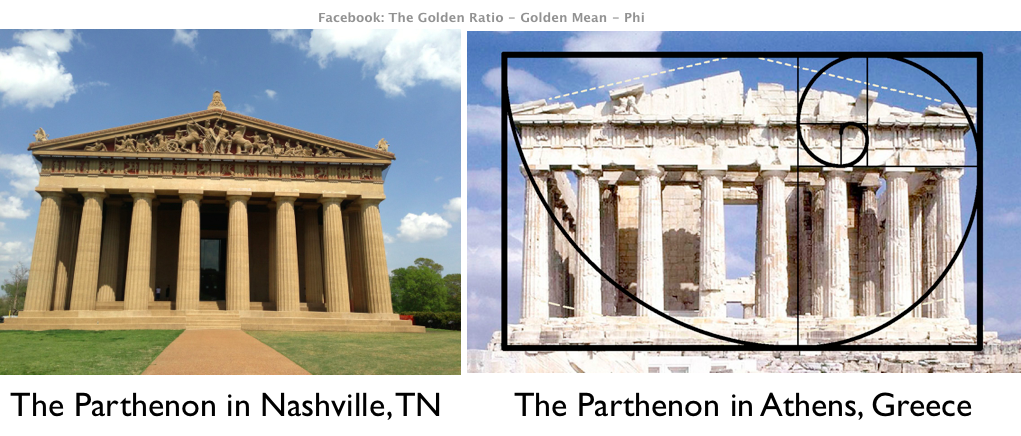 Facebook: The Golden Ratio - Golden Mean - Phi
The Parthenon in Nashville, TN
The Parthenon in Athens, Greece